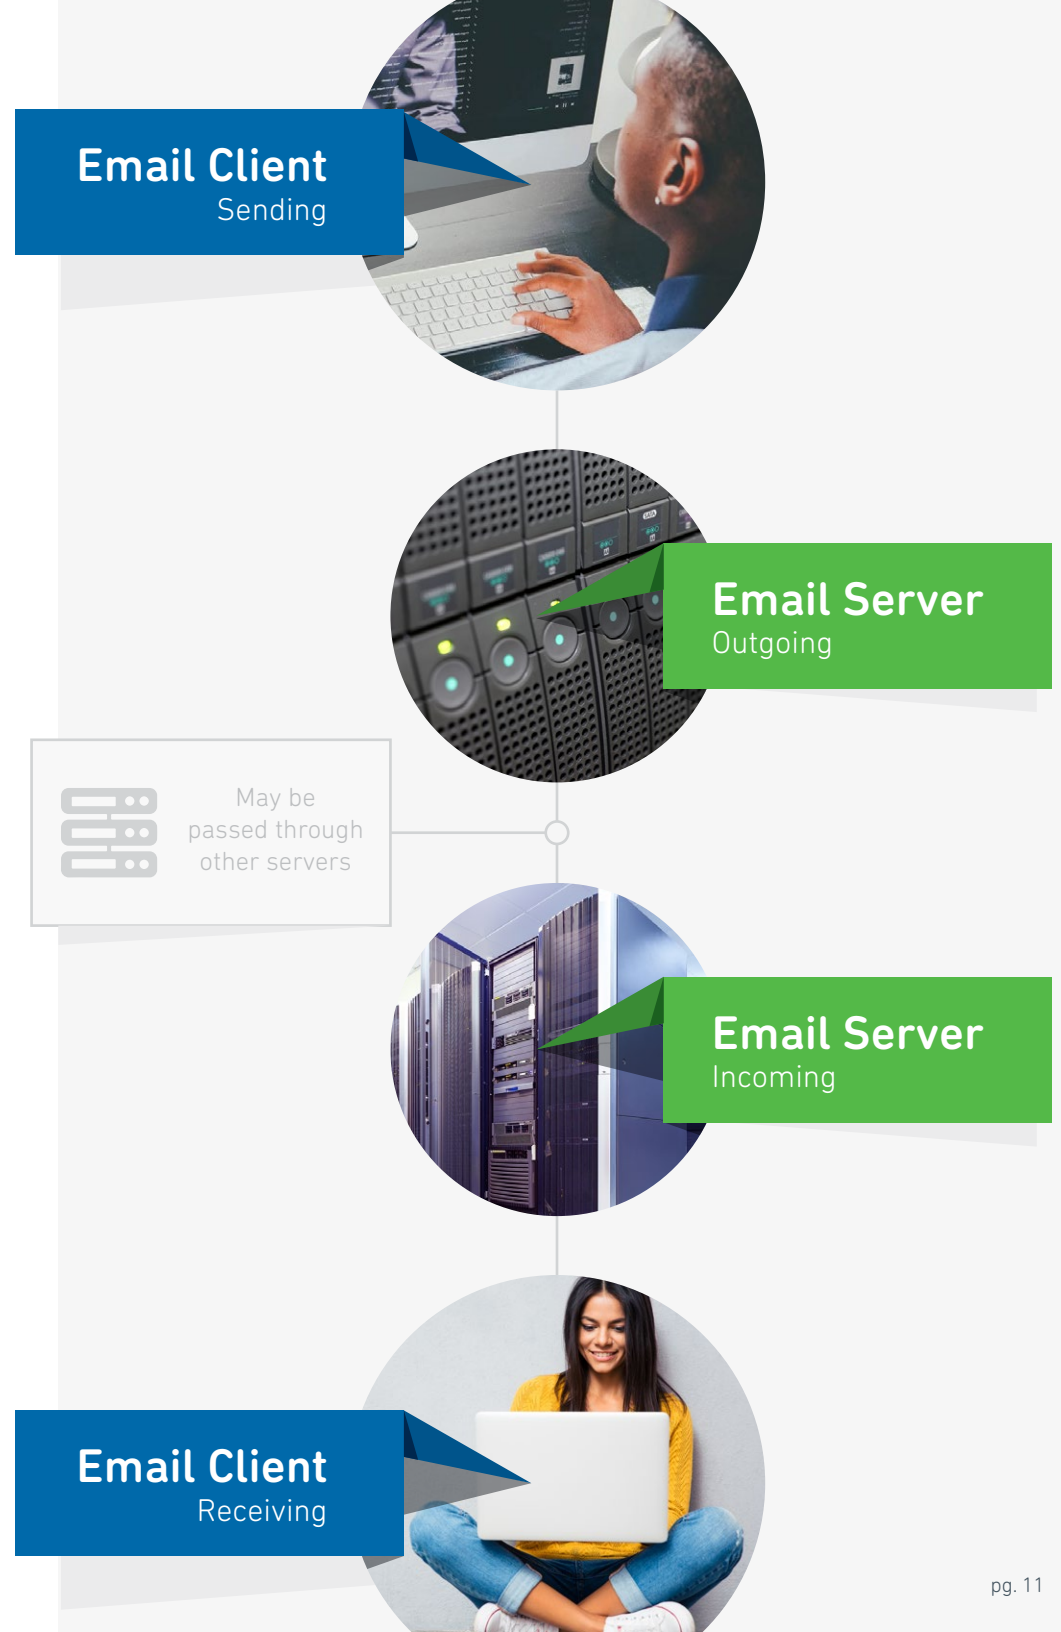 Email Client
Sending
Email Server
Outgoing
May be
passed through
other servers
Email Server
Incoming
Email Client
Receiving
pg. 11